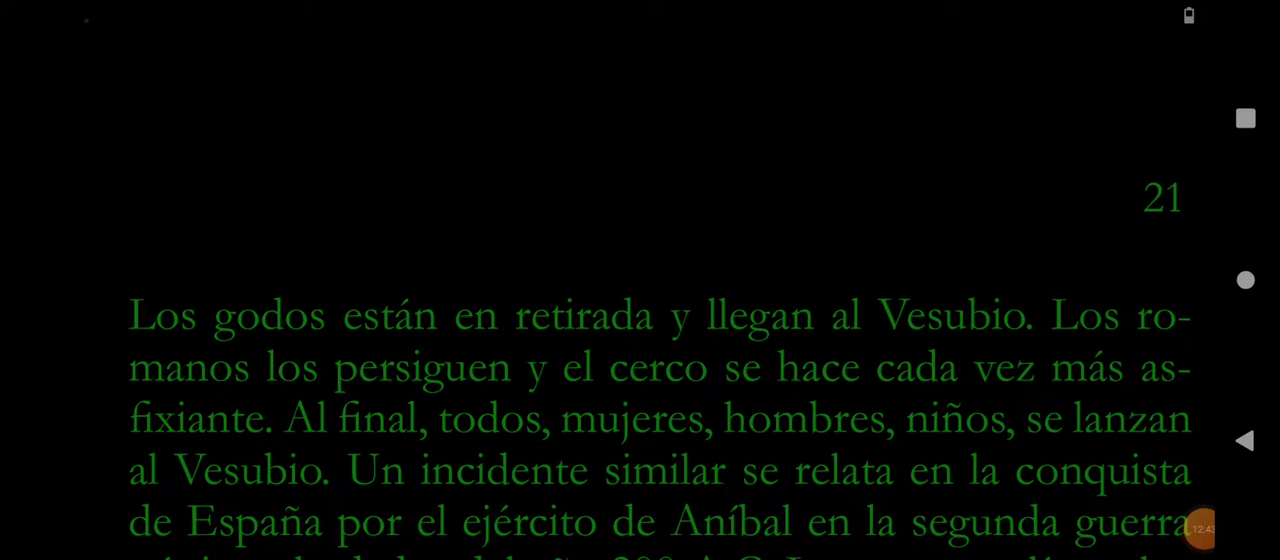 21
Los godos están en retirada y llegan al Vesubio. Los ro-
manos los persiguen y el cerco se hace cada vez más as-
fixiante. Al final, todos, mujeres, hombres, niños, se lanzan
al Vesubio. Un incidente similar se relata en la conquista
de España por el ejército de Aníbal en la segunda guerra
12:43